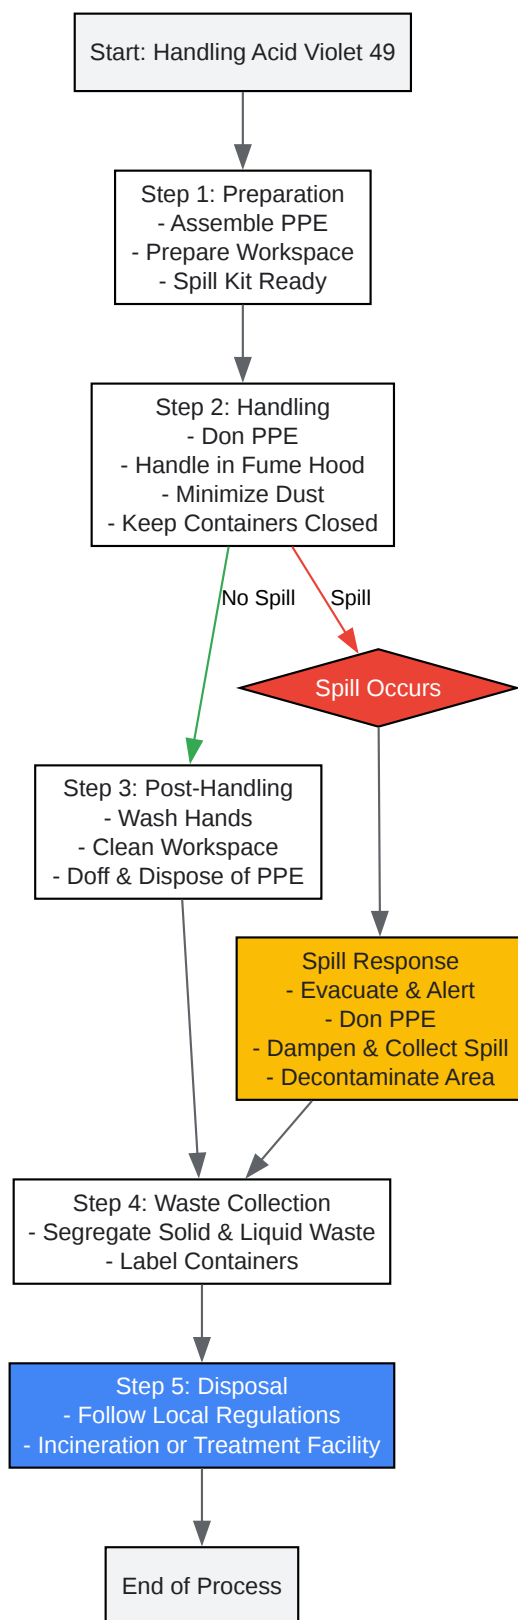 Start: Handling Acid Violet 49
Step 1: Preparation
- Assemble PPE
- Prepare Workspace
- Spill Kit Ready
Step 2: Handling
- Don PPE
- Handle in Fume Hood
- Minimize Dust
- Keep Containers Closed
No Spill
Spill
Spill Occurs
Step 3: Post-Handling
- Wash Hands
- Clean Workspace
- Doff & Dispose of PPE
Spill Response
- Evacuate & Alert
- Don PPE
- Dampen & Collect Spill
- Decontaminate Area
Step 4: Waste Collection
- Segregate Solid & Liquid Waste
- Label Containers
Step 5: Disposal
- Follow Local Regulations
- Incineration or Treatment Facility
End of Process